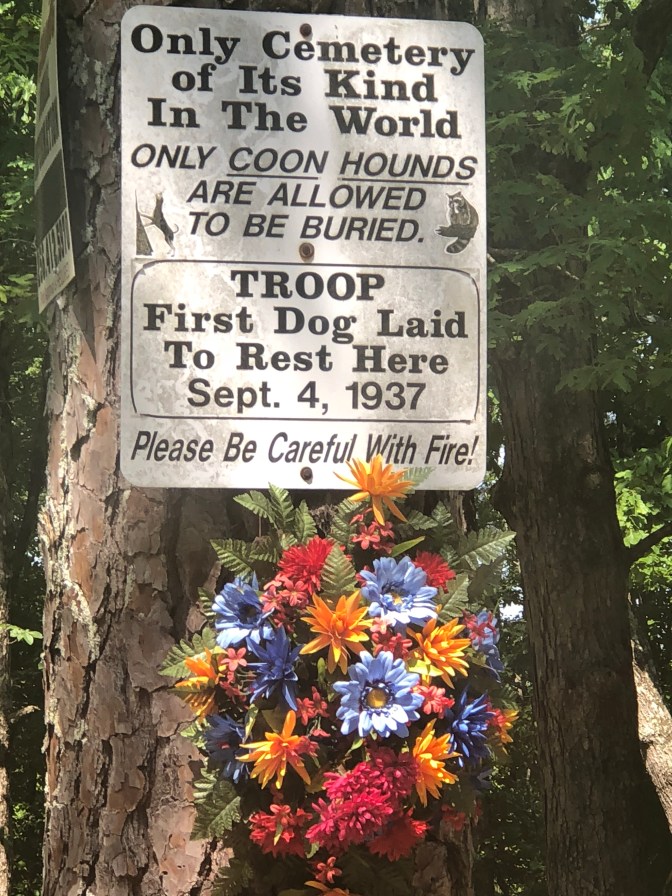 Only Cemetery
of Its Kind
In The World
ONLY COON HOUNDS
ARE ALLOWED
TO BE BURIED.
TROOP
First Dog Laid
To Rest Here
Sept. 4, 1937
Please Be Careful With Fire!